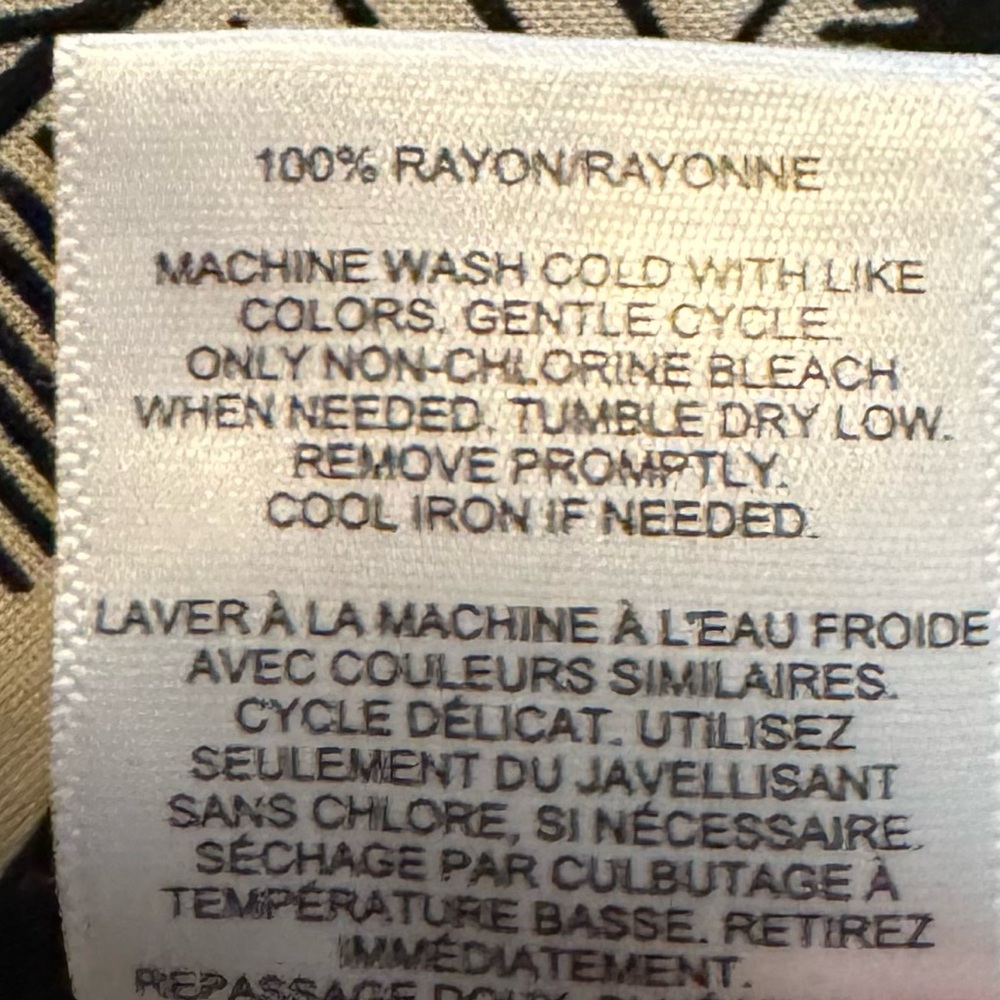 100% RAYON/RAYONNE
MACHINE WASH COLD WITH LIKE
COLORS. GENTLE CYCLE.
ONLY NON-CHLORINE BLEACH
WHEN NEEDED. TUMBLE DRY LOW.
REMOVE PROMPTLY.
COOL IRON IF NEEDED.
LAVER À LA MACHINE À L'EAU FROIDE
AVEC COULEURS SIMILAIRES.
CYCLE DÉLICAT. UTILISEZ
SEULEMENT DU JAVELLISANT
SANS CHLORE, SI NÉCESSAIRE.
SÉCHAGE PAR CULBUTAGE À
TEMPÉRATURE BASSE. RETIREZ
IMMÉDIATEMENT.
REPASSAGE DOUX